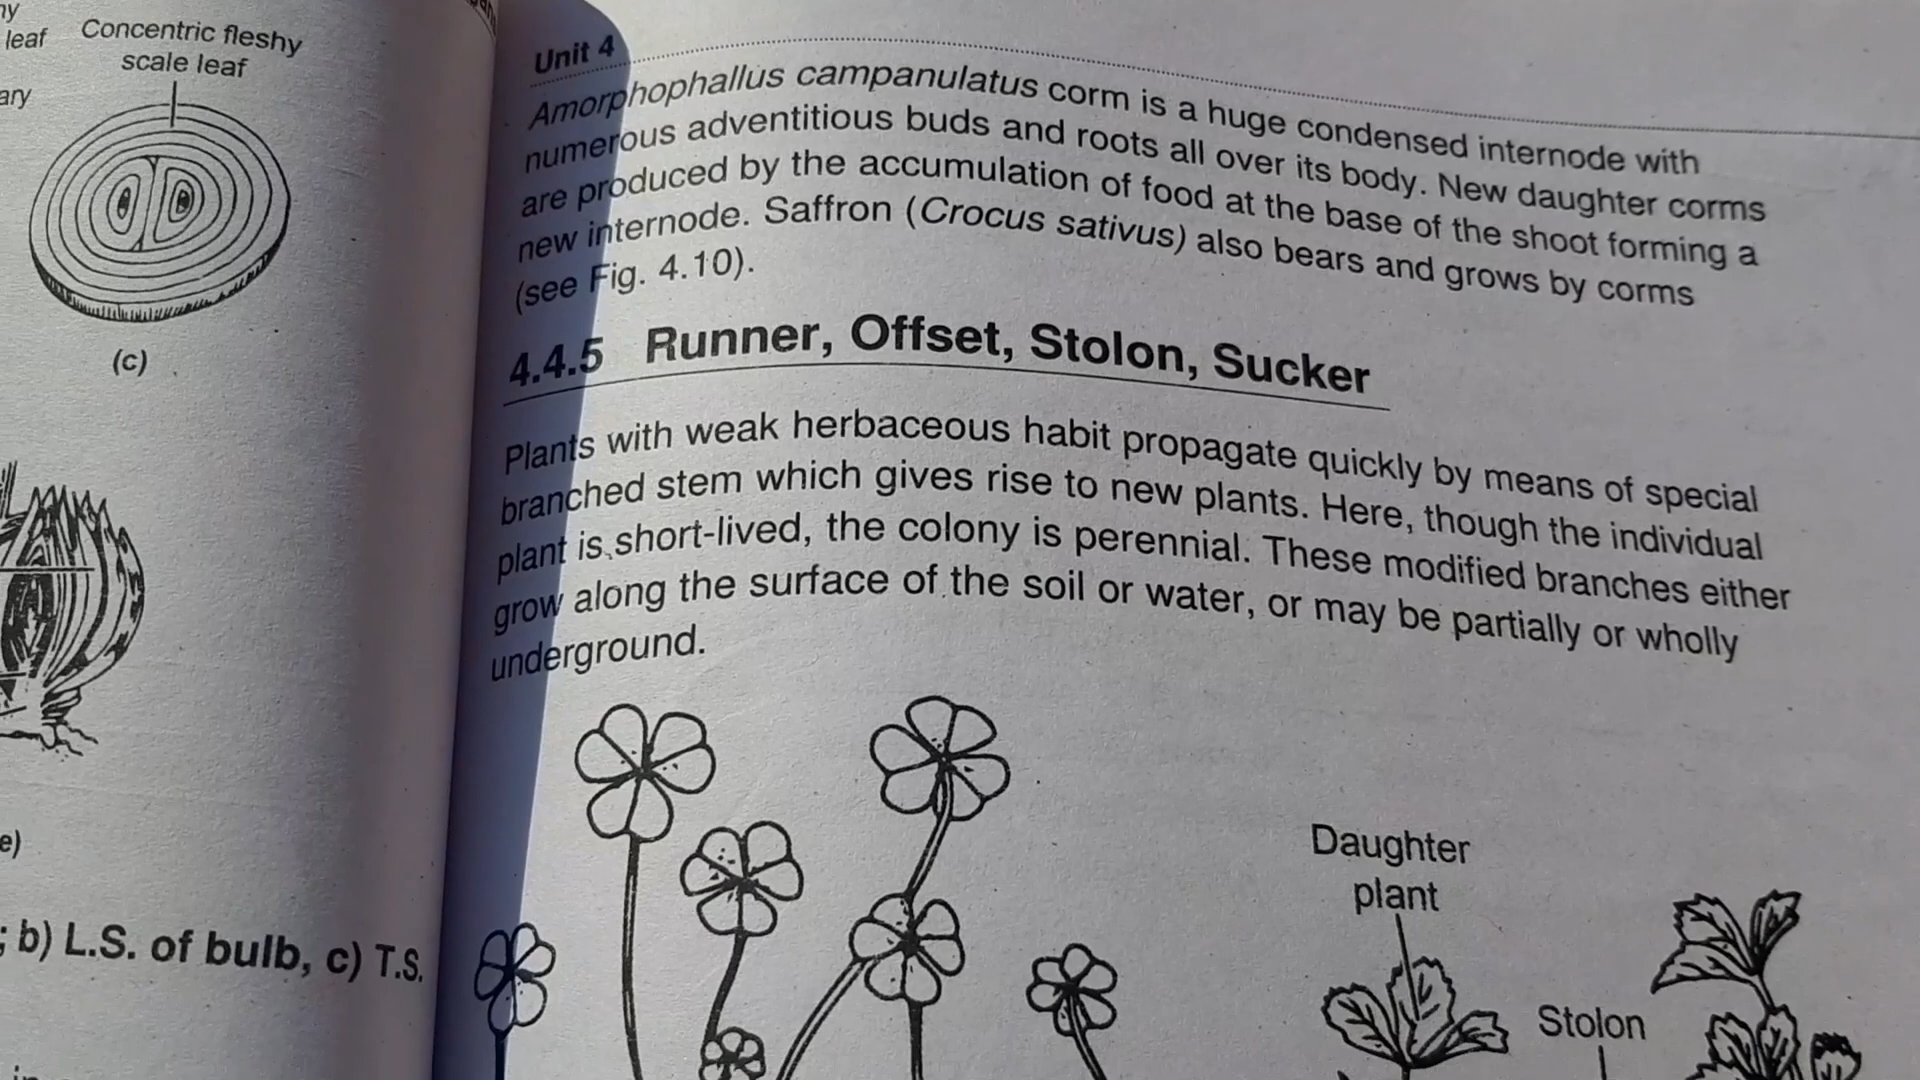 leaf
Concentric fleshy
scale leaf
(c)
; b) L.S. of bulb, c) T.S.
Unit 4
Amorphophallus campanulatus corm is a huge condensed internode with
numerous adventitious buds and roots all over its body. New daughter corms
are produced by the accumulation of food at the base of the shoot forming a
new internode. Saffron (Crocus sativus) also bears and grows by corms
(see Fig. 4.10).
4.4.5 Runner, Offset, Stolon, Sucker
Plants with weak herbaceous habit propagate quickly by means of special
branched stem which gives rise to new plants. Here, though the individual
plant is short-lived, the colony is perennial. These modified branches either
grow along the surface of the soil or water, or may be partially or wholly
underground.
Daughter
plant
Stolon